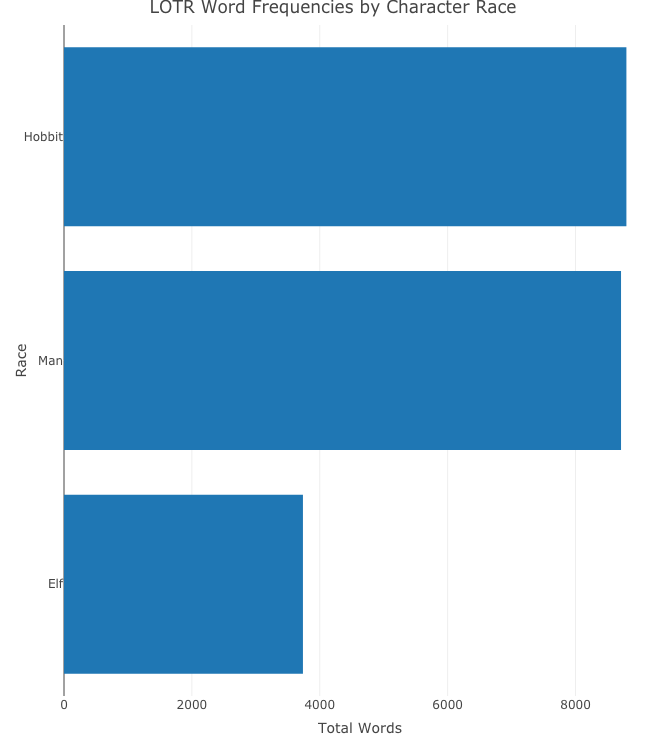 LOTR Word Frequencies by Character Race
Hobbit
Man
Elf
Race
0 2000 4000 6000 8000
Total Words